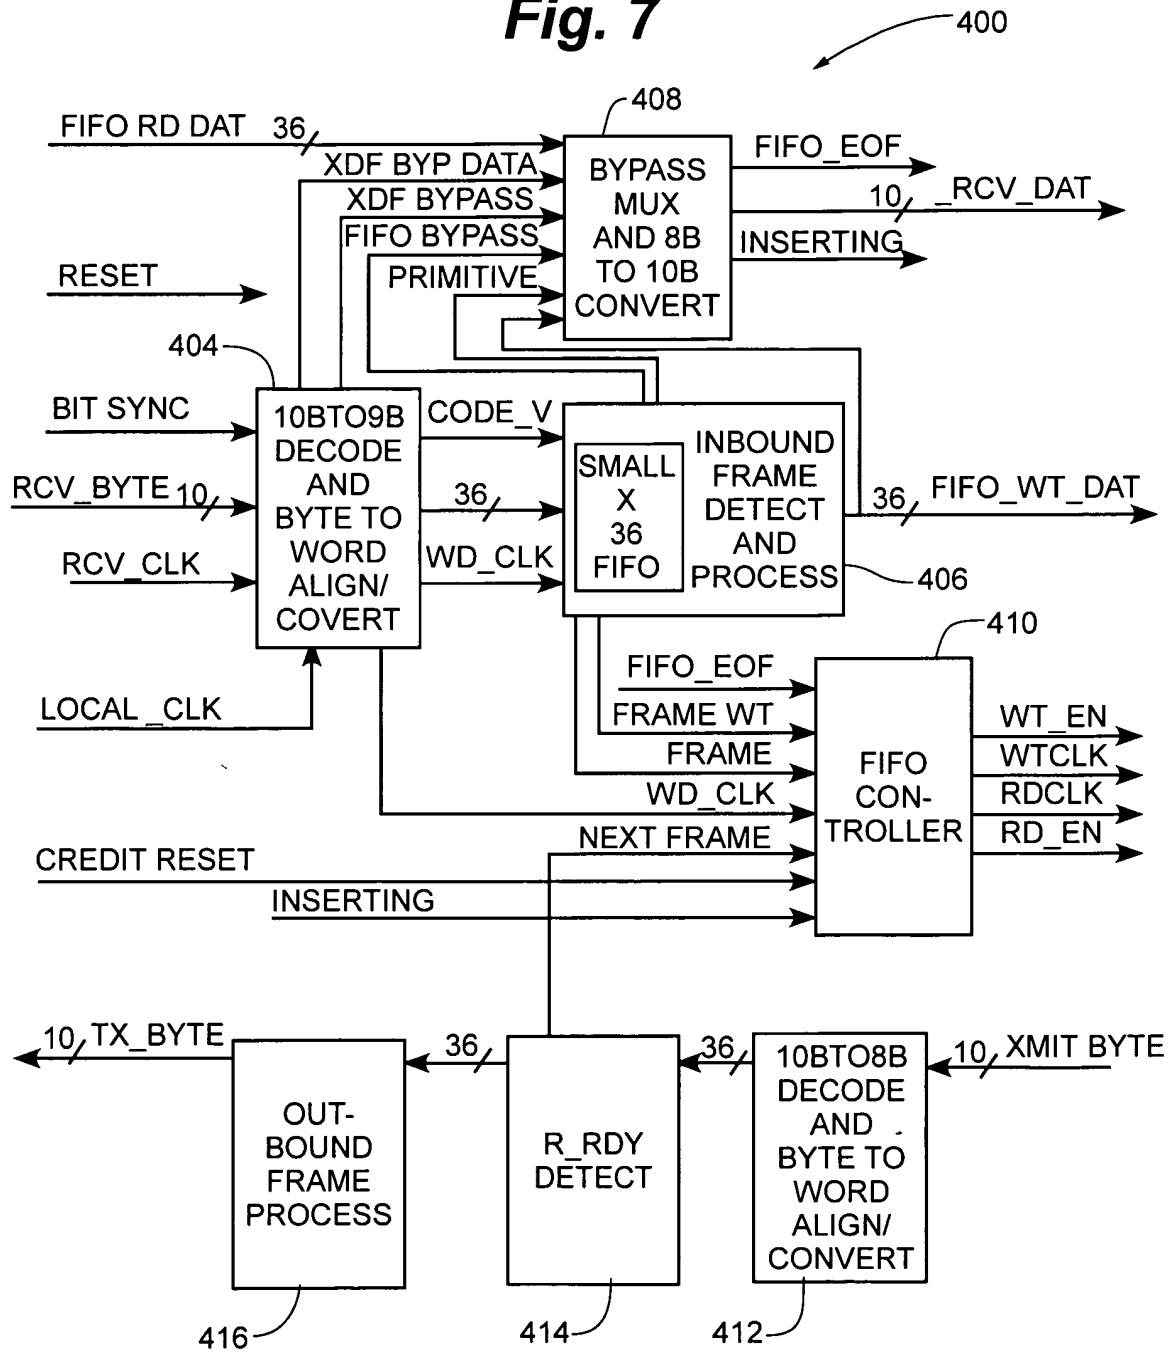 Fig. 7
400
408
FIFO RD DAT 36
XDF BYP DATA
XDF BYPASS
FIFO BYPASS
PRIMITIVE
BYPASS
MUX
AND 8B
TO 10B
CONVERT
FIFO_EOF
10 _RCV_DAT
INSERTING
RESET
404
BIT SYNC
RCV_BYTE 10
RCV_CLK
LOCAL _CLK
10BTO9B
DECODE
AND
BYTE TO
WORD
ALIGN/
COVERT
CODE_V
36
WD_CLK
SMALL
X
36
FIFO
INBOUND
FRAME
DETECT
AND
PROCESS
36 FIFO_WT_DAT
406
410
FIFO_EOF
FRAME WT
FRAME
WD_CLK
NEXT FRAME
CREDIT RESET
INSERTING
FIFO
CON-
TROLLER
WT_EN
WTCLK
RDCLK
RD_EN
10 TX_BYTE
OUT-
BOUND
FRAME
PROCESS
36
R_RDY
DETECT
36
10BTO8B
DECODE
AND
BYTE TO
WORD
ALIGN/
CONVERT
10 XMIT BYTE
416
414
412